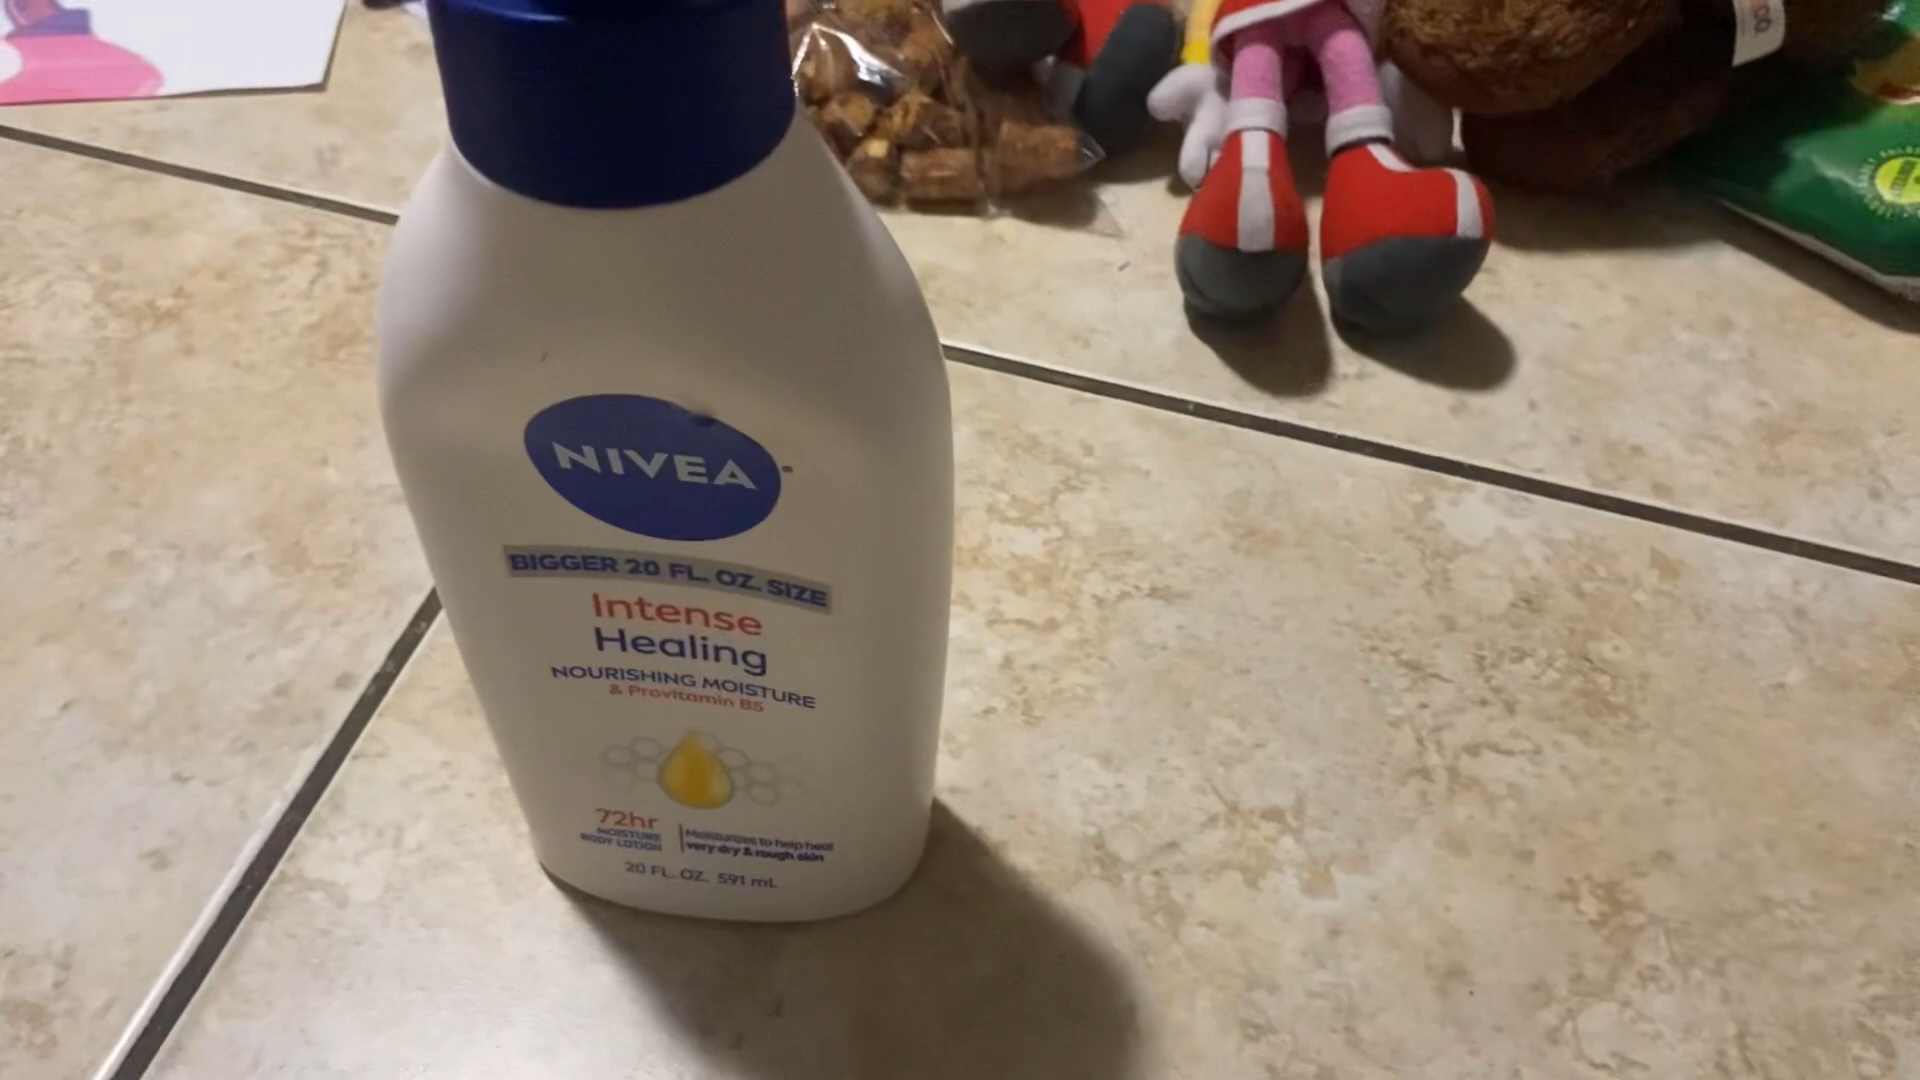 NIVEA
BIGGER 20 FL. OZ. SIZE
Intense
Healing
NOURISHING MOISTURE
& Provitamin B5
72hr
MOISTURE
BODY LOTION
Moisturizes to help heal
very dry & rough skin
20 FL. OZ. 591 mL